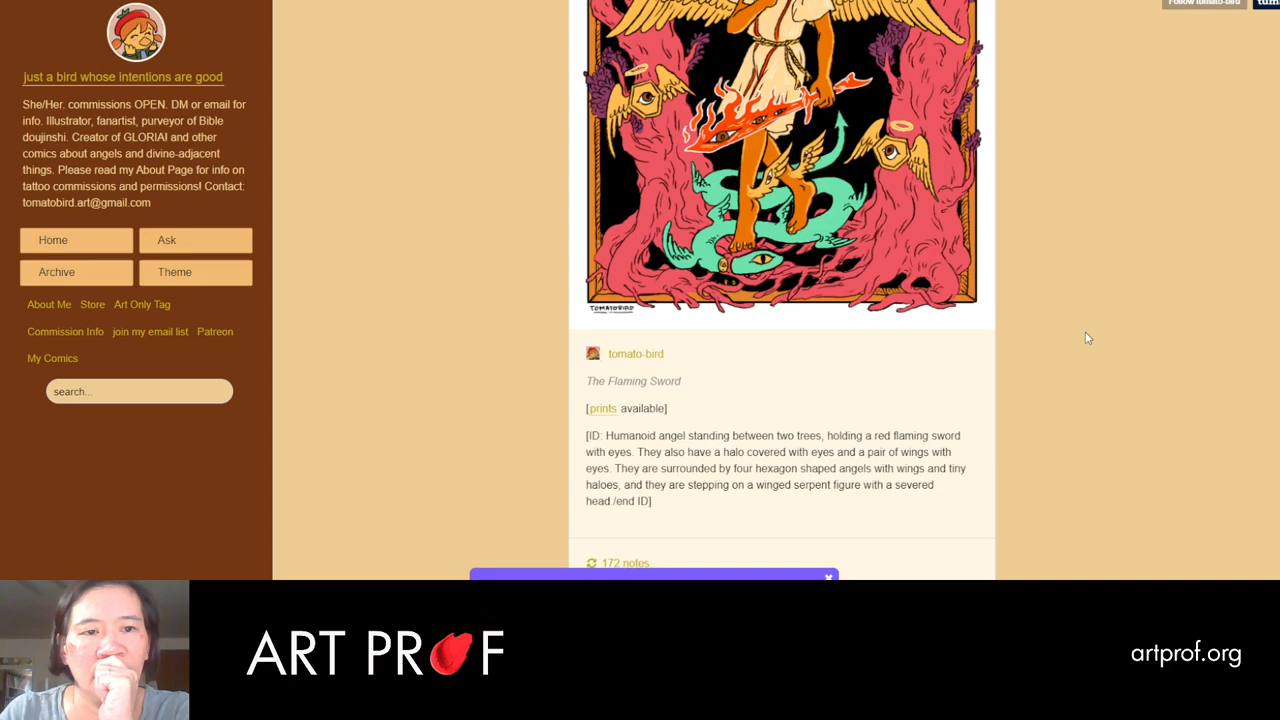 Follow tomato-bird
just a bird whose intentions are good
She/Her. commissions OPEN. DM or email for
info. Illustrator, fanartist, purveyor of Bible
doujinshi. Creator of GLORIA! and other
comics about angels and divine-adjacent
things. Please read my About Page for info on
tattoo commissions and permissions! Contact:
tomatobird.art@gmail.com
Home Ask
Archive Theme
About Me Store Art Only Tag
Commission Info join my email list Patreon
My Comics
search...
TOMATOBIRD
tomato-bird
The Flaming Sword
[prints available]
[ID: Humanoid angel standing between two trees, holding a red flaming sword
with eyes. They also have a halo covered with eyes and a pair of wings with
eyes. They are surrounded by four hexagon shaped angels with wings and tiny
haloes, and they are stepping on a winged serpent figure with a severed
head./end ID]
172 notes
ART PROF
artprof.org